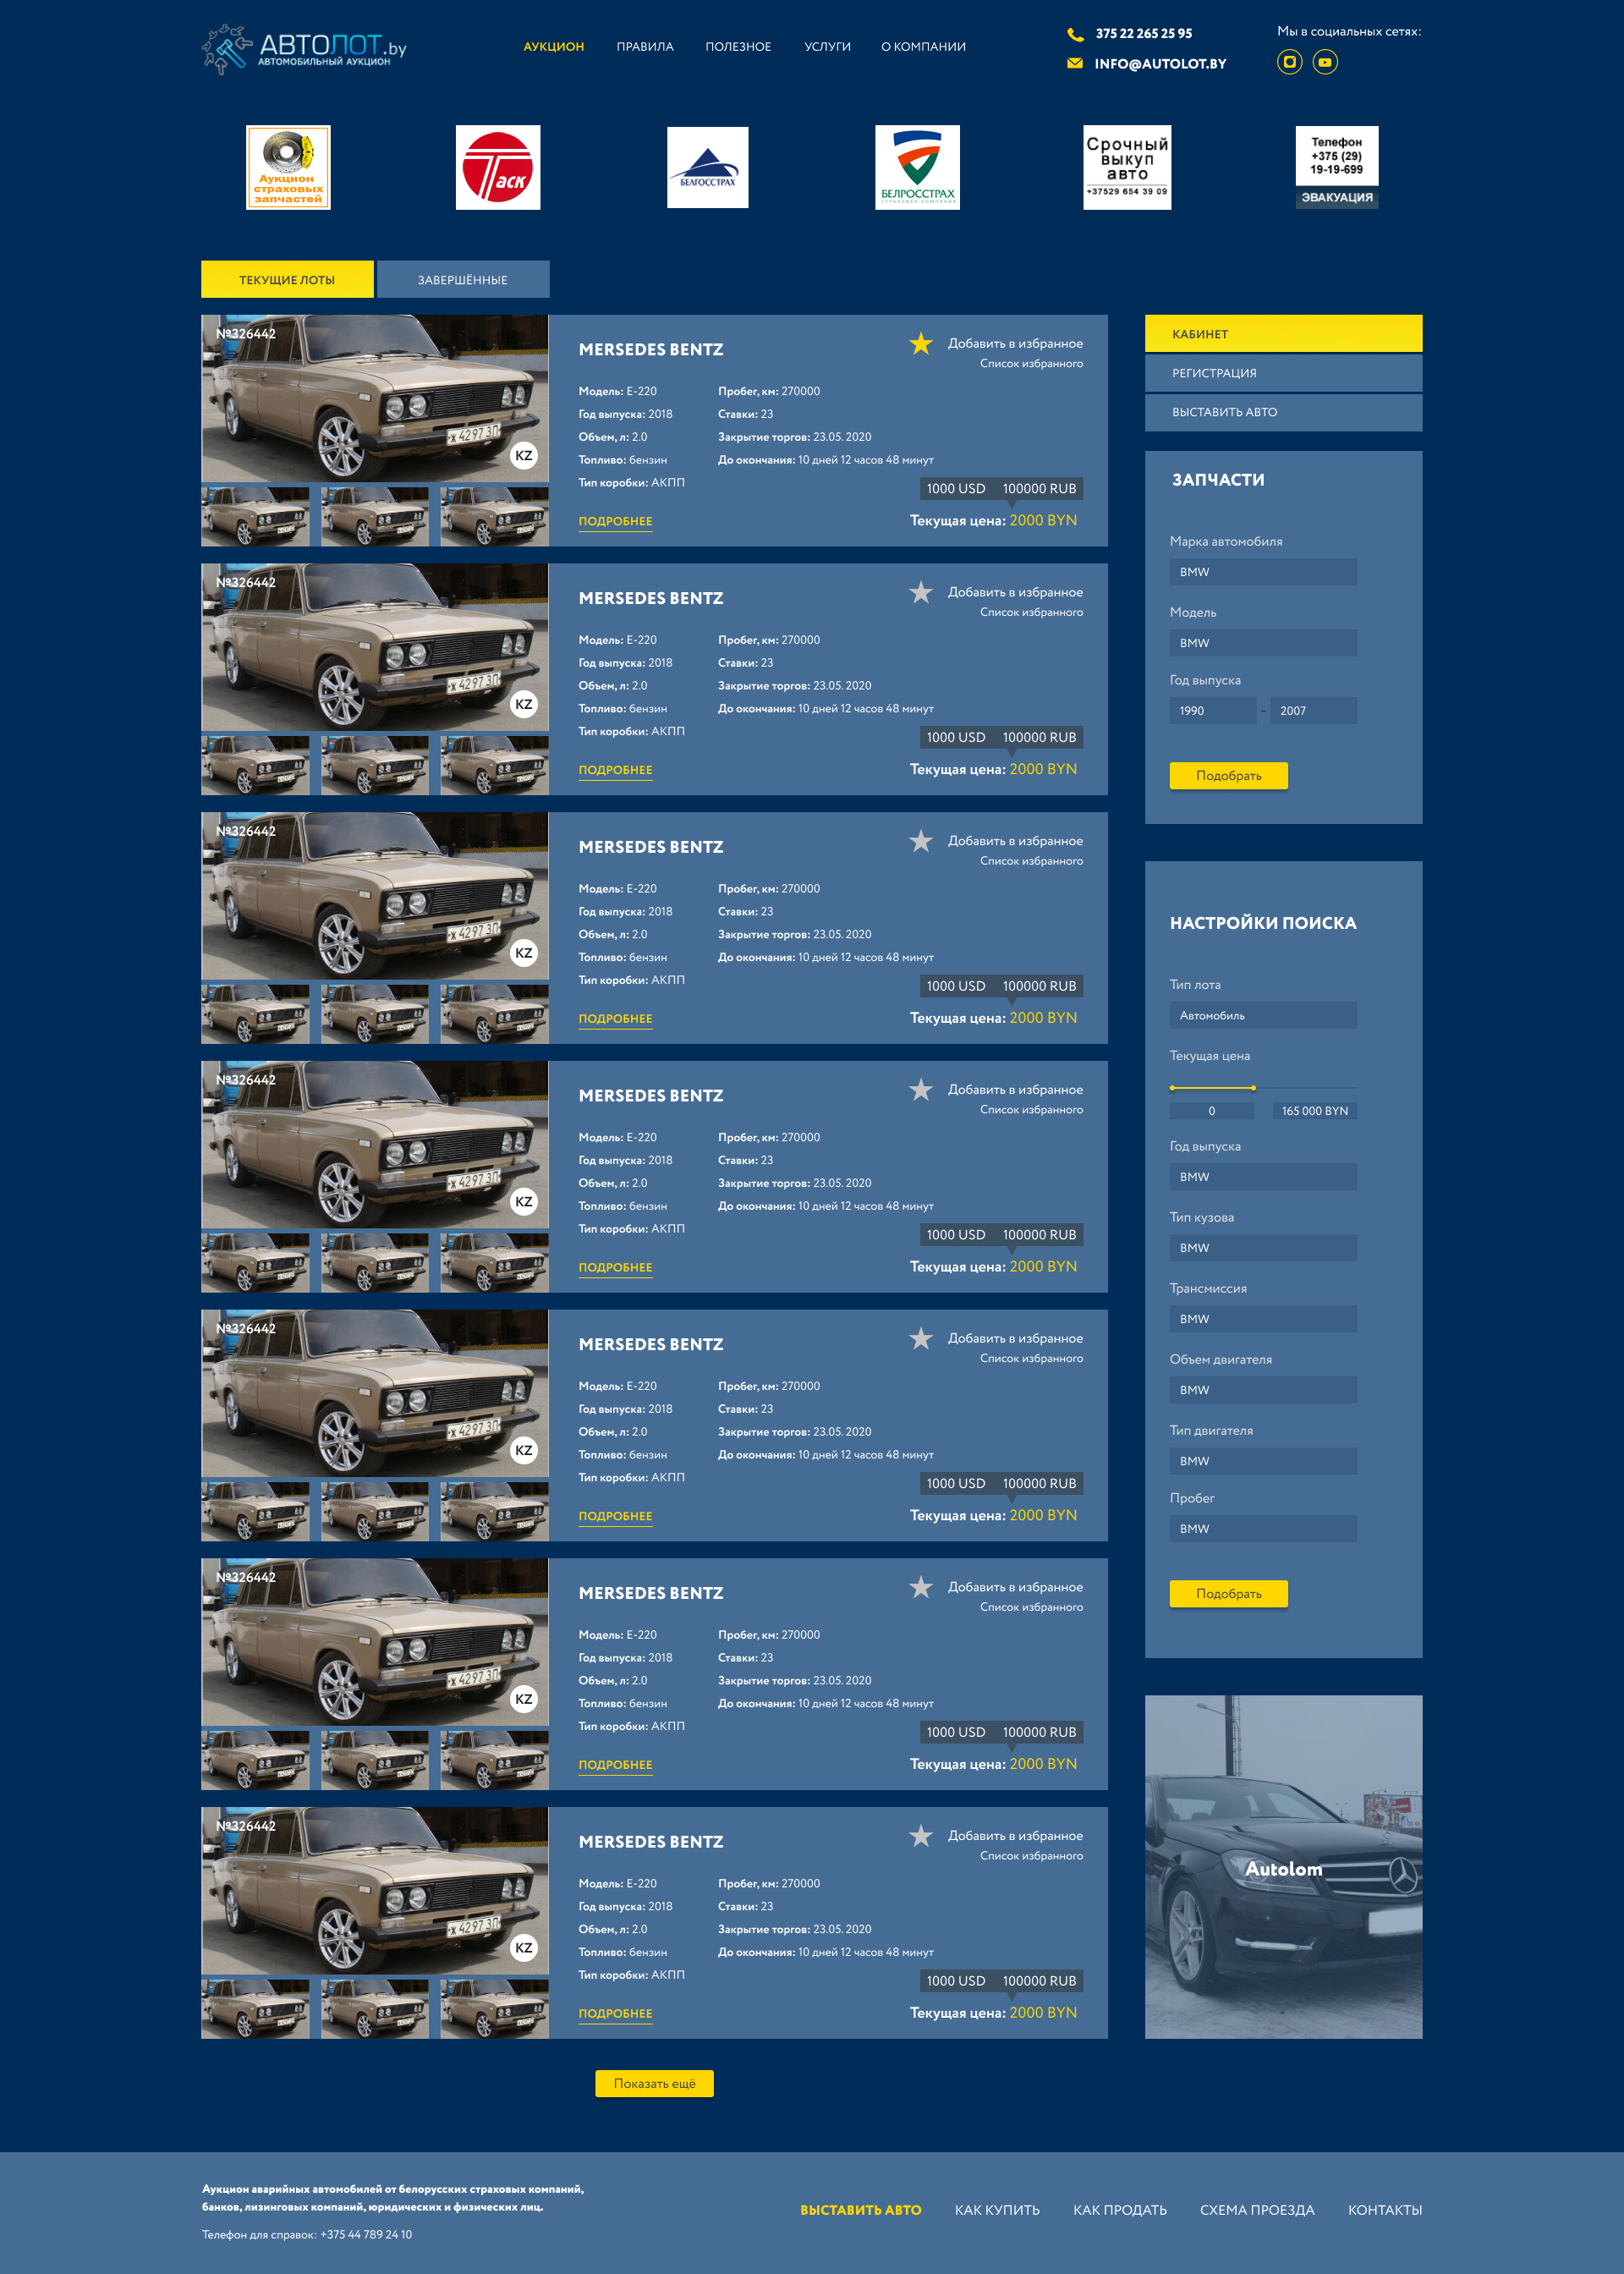 АВТОЛОТ.by
АВТОМОБИЛЬНЫЙ АУКЦИОН
АУКЦИОН ПРАВИЛА ПОЛЕЗНОЕ УСЛУГИ О КОМПАНИИ
375 22 265 25 95
INFO@AUTOLOT.BY
Мы в социальных сетях:
Аукцион
страховых
запчастей
Таск
БЕЛГОССТРАХ
БЕЛРОССТРАХ
СТРАХОВАЯ КОМПАНИЯ
Срочный
выкуп
авто
+37529 654 39 09
Телефон
+375 (29)
19-19-699
ЭВАКУАЦИЯ
ТЕКУЩИЕ ЛОТЫ ЗАВЕРШЁННЫЕ
№326442
4297
KZ
MERSEDES BENTZ
Добавить в избранное
Список избранного
Модель: E-220 Пробег, км: 270000
Год выпуска: 2018 Ставки: 23
Объем, л: 2.0 Закрытие торгов: 23.05. 2020
Топливо: бензин До окончания: 10 дней 12 часов 48 минут
Тип коробки: АКПП
1000 USD 100000 RUB
ПОДРОБНЕЕ Текущая цена: 2000 BYN
№326442
4297
KZ
MERSEDES BENTZ
Добавить в избранное
Список избранного
Модель: E-220 Пробег, км: 270000
Год выпуска: 2018 Ставки: 23
Объем, л: 2.0 Закрытие торгов: 23.05. 2020
Топливо: бензин До окончания: 10 дней 12 часов 48 минут
Тип коробки: АКПП
1000 USD 100000 RUB
ПОДРОБНЕЕ Текущая цена: 2000 BYN
№326442
4297
KZ
MERSEDES BENTZ
Добавить в избранное
Список избранного
Модель: E-220 Пробег, км: 270000
Год выпуска: 2018 Ставки: 23
Объем, л: 2.0 Закрытие торгов: 23.05. 2020
Топливо: бензин До окончания: 10 дней 12 часов 48 минут
Тип коробки: АКПП
1000 USD 100000 RUB
ПОДРОБНЕЕ Текущая цена: 2000 BYN
№326442
4297
KZ
MERSEDES BENTZ
Добавить в избранное
Список избранного
Модель: E-220 Пробег, км: 270000
Год выпуска: 2018 Ставки: 23
Объем, л: 2.0 Закрытие торгов: 23.05. 2020
Топливо: бензин До окончания: 10 дней 12 часов 48 минут
Тип коробки: АКПП
1000 USD 100000 RUB
ПОДРОБНЕЕ Текущая цена: 2000 BYN
№326442
4297
KZ
MERSEDES BENTZ
Добавить в избранное
Список избранного
Модель: E-220 Пробег, км: 270000
Год выпуска: 2018 Ставки: 23
Объем, л: 2.0 Закрытие торгов: 23.05. 2020
Топливо: бензин До окончания: 10 дней 12 часов 48 минут
Тип коробки: АКПП
1000 USD 100000 RUB
ПОДРОБНЕЕ Текущая цена: 2000 BYN
№326442
4297
KZ
MERSEDES BENTZ
Добавить в избранное
Список избранного
Модель: E-220 Пробег, км: 270000
Год выпуска: 2018 Ставки: 23
Объем, л: 2.0 Закрытие торгов: 23.05. 2020
Топливо: бензин До окончания: 10 дней 12 часов 48 минут
Тип коробки: АКПП
1000 USD 100000 RUB
ПОДРОБНЕЕ Текущая цена: 2000 BYN
№326442
4297
KZ
MERSEDES BENTZ
Добавить в избранное
Список избранного
Модель: E-220 Пробег, км: 270000
Год выпуска: 2018 Ставки: 23
Объем, л: 2.0 Закрытие торгов: 23.05. 2020
Топливо: бензин До окончания: 10 дней 12 часов 48 минут
Тип коробки: АКПП
1000 USD 100000 RUB
ПОДРОБНЕЕ Текущая цена: 2000 BYN
Показать ещё
КАБИНЕТ
РЕГИСТРАЦИЯ
ВЫСТАВИТЬ АВТО
ЗАПЧАСТИ
Марка автомобиля
BMW
Модель
BMW
Год выпуска
1990 – 2007
Подобрать
НАСТРОЙКИ ПОИСКА
Тип лота
Автомобиль
Текущая цена
0 165 000 BYN
Год выпуска
BMW
Тип кузова
BMW
Трансмиссия
BMW
Объем двигателя
BMW
Тип двигателя
BMW
Пробег
BMW
Подобрать
Autolom
Аукцион аварийных автомобилей от белорусских страховых компаний,
банков, лизинговых компаний, юридических и физических лиц.
Телефон для справок: +375 44 789 24 10
ВЫСТАВИТЬ АВТО КАК КУПИТЬ КАК ПРОДАТЬ СХЕМА ПРОЕЗДА КОНТАКТЫ